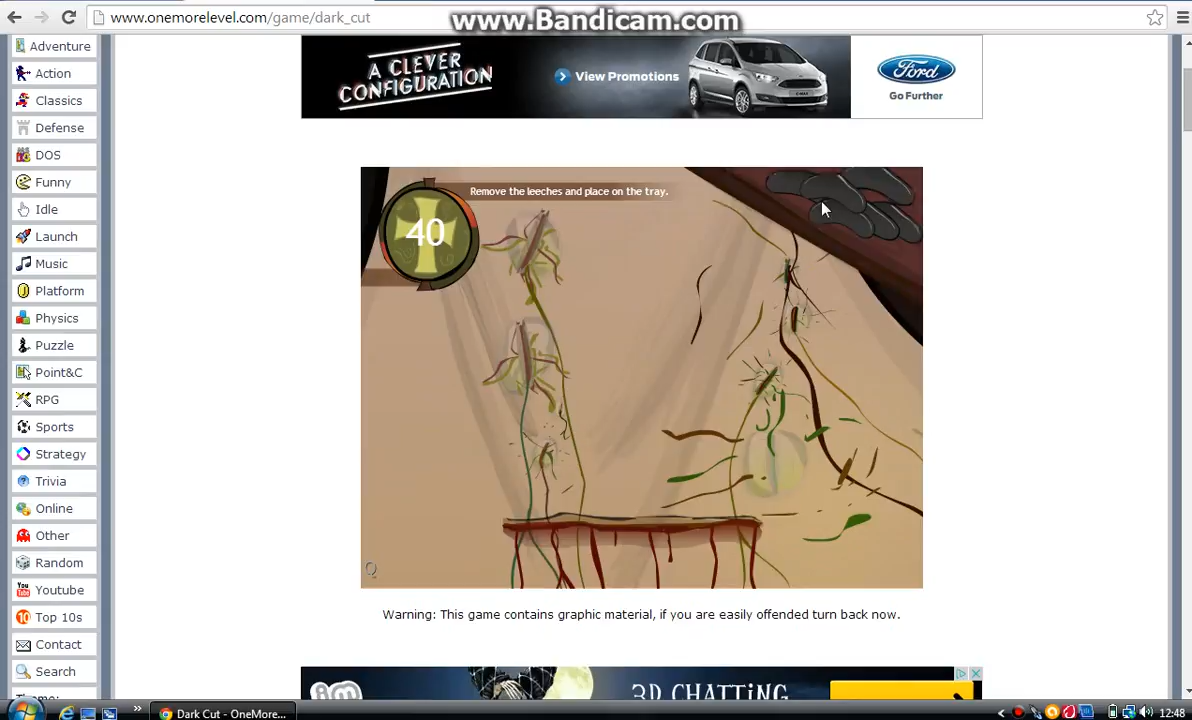 www.onemorelevel.com/game/dark_cut
www.Bandicam.com
Adventure
Action
Classics
Defense
DOS
Funny
Idle
Launch
Music
Platform
Physics
Puzzle
Point&C
RPG
Sports
Strategy
Trivia
Online
Other
Random
Youtube
Top 10s
Contact
Search
Theme:
A CLEVER
CONFIGURATION
View Promotions
Ford
Go Further
Remove the leeches and place on the tray.
40
Q
Warning: This game contains graphic material, if you are easily offended turn back now.
im
3D CHATTING
Dark Cut - OneMore...
12:48